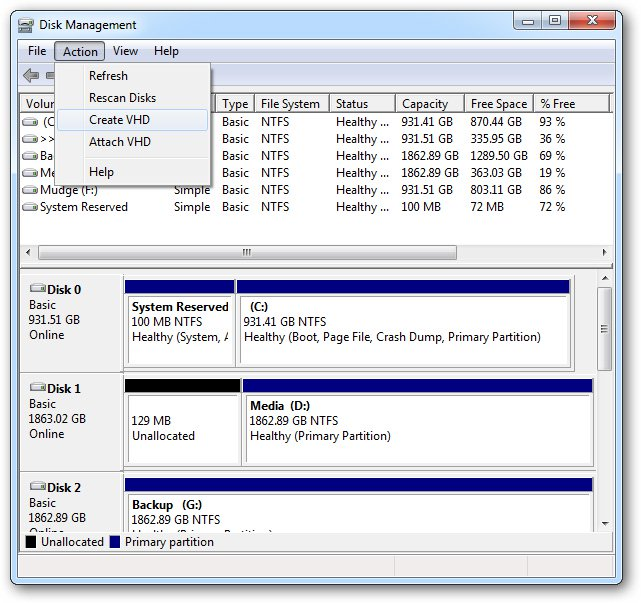 Disk Management
File Action View Help
Refresh
Rescan Disks
Create VHD
Attach VHD
Help
Volu Type File System Status Capacity Free Space % Free
(C Basic NTFS Healthy ... 931.41 GB 870.44 GB 93 %
>> Basic NTFS Healthy ... 931.51 GB 335.95 GB 36 %
Ba Basic NTFS Healthy ... 1862.89 GB 1289.50 GB 69 %
Me Basic NTFS Healthy ... 1862.89 GB 363.03 GB 19 %
Mudge (F:) Simple Basic NTFS Healthy ... 931.51 GB 803.11 GB 86 %
System Reserved Simple Basic NTFS Healthy ... 100 MB 72 MB 72 %
Disk 0
Basic
931.51 GB
Online
System Reserved
100 MB NTFS
Healthy (System, A
(C:)
931.41 GB NTFS
Healthy (Boot, Page File, Crash Dump, Primary Partition)
Disk 1
Basic
1863.02 GB
Online
129 MB
Unallocated
Media (D:)
1862.89 GB NTFS
Healthy (Primary Partition)
Disk 2
Basic
1862.89 GB
Online
Backup (G:)
1862.89 GB NTFS
Healthy (Primary Partition)
Unallocated Primary partition